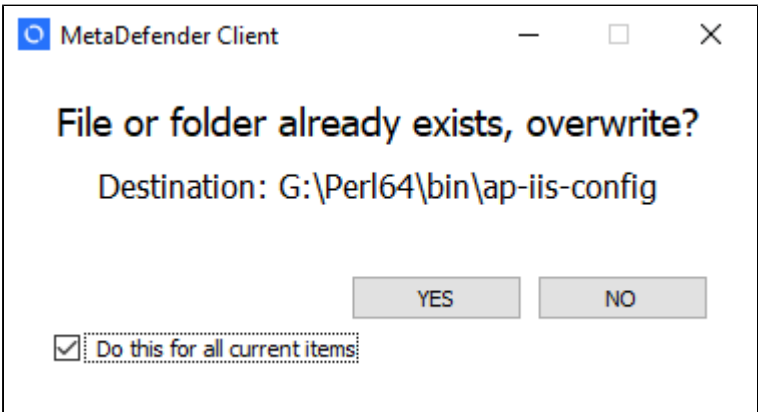 MetaDefender Client
File or folder already exists, overwrite?
Destination: G:\Perl64\bin\ap-iis-config
YES NO
Do this for all current items